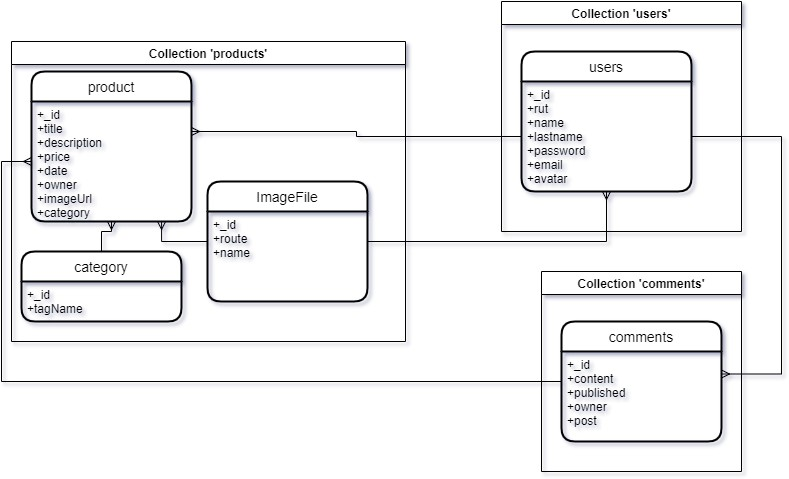 Collection 'products'
product
+_id
+title
+description
+price
+date
+owner
+imageUrl
+category
ImageFile
+_id
+route
+name
category
+_id
+tagName
Collection 'users'
users
+_id
+rut
+name
+lastname
+password
+email
+avatar
Collection 'comments'
comments
+_id
+content
+published
+owner
+post